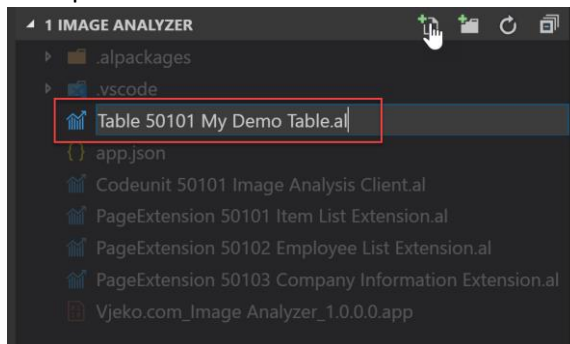 1 IMAGE ANALYZER
.alpackages
.vscode
Table 50101 My Demo Table.al
{} app.json
Codeunit 50101 Image Analysis Client.al
PageExtension 50101 Item List Extension.al
PageExtension 50102 Employee List Extension.al
PageExtension 50103 Company Information Extension.al
Vjeko.com_Image Analyzer_1.0.0.0.app